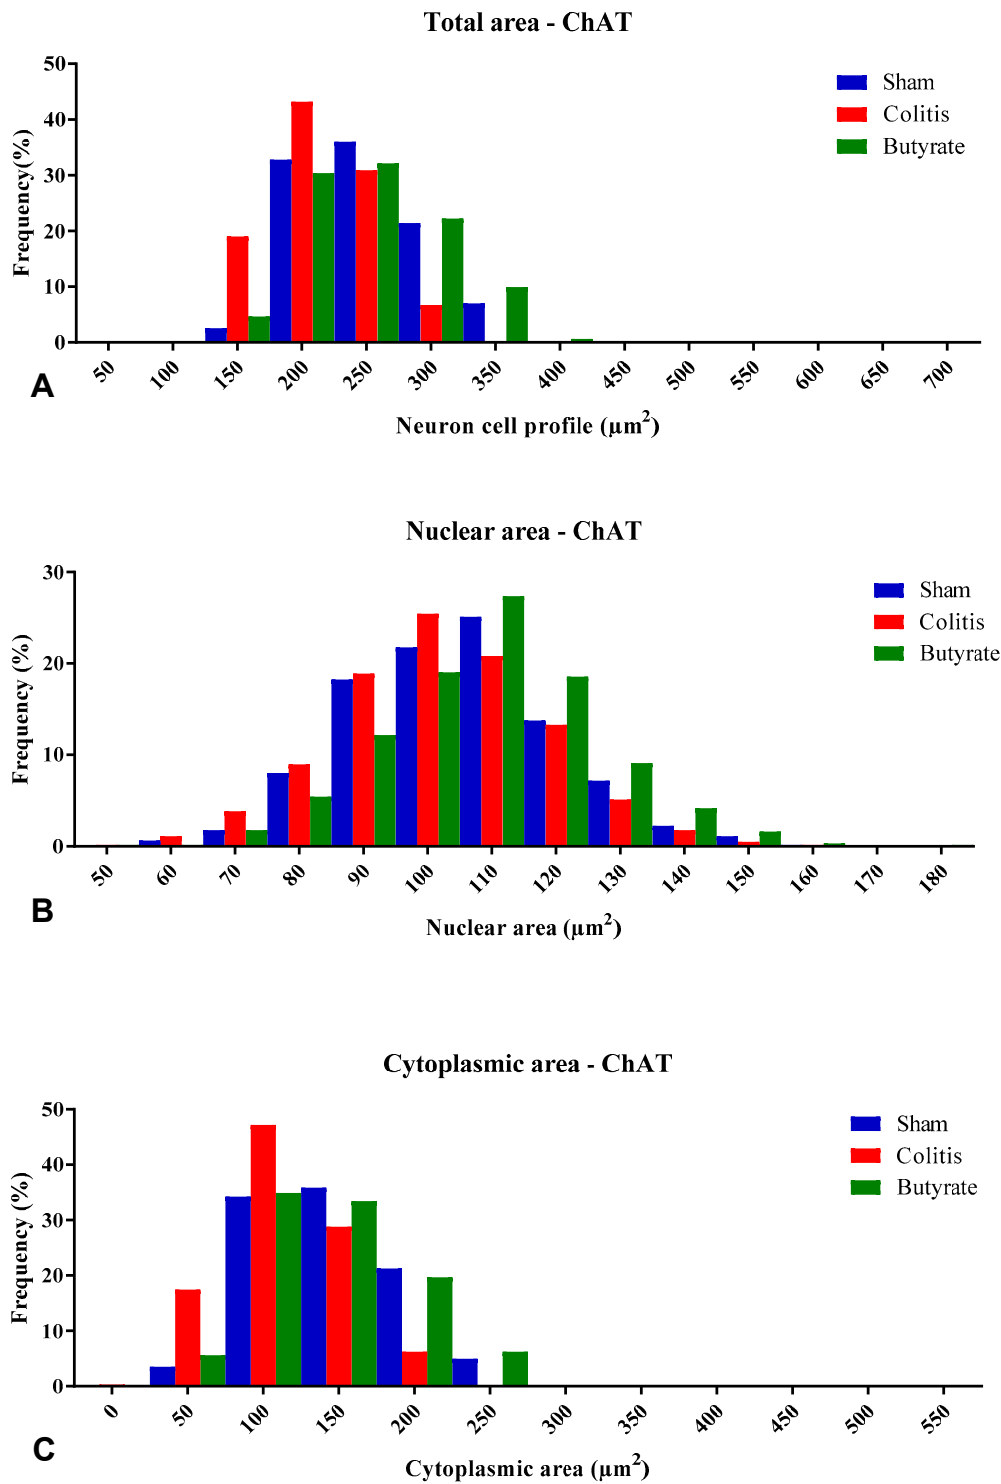 Total area - ChAT
Frequency(%)
50
40
30
20
10
0
Sham
Colitis
Butyrate
50 100 150 200 250 300 350 400 450 500 550 600 650 700
A
Neuron cell profile (µm²)
Nuclear area - ChAT
Frequency (%)
30
20
10
0
Sham
Colitis
Butyrate
50 60 70 80 90 100 110 120 130 140 150 160 170 180
B
Nuclear area (µm²)
Cytoplasmic area - ChAT
Frequency (%)
50
40
30
20
10
0
Sham
Colitis
Butyrate
0 50 100 150 200 250 300 350 400 450 500 550
C
Cytoplasmic area (µm²)